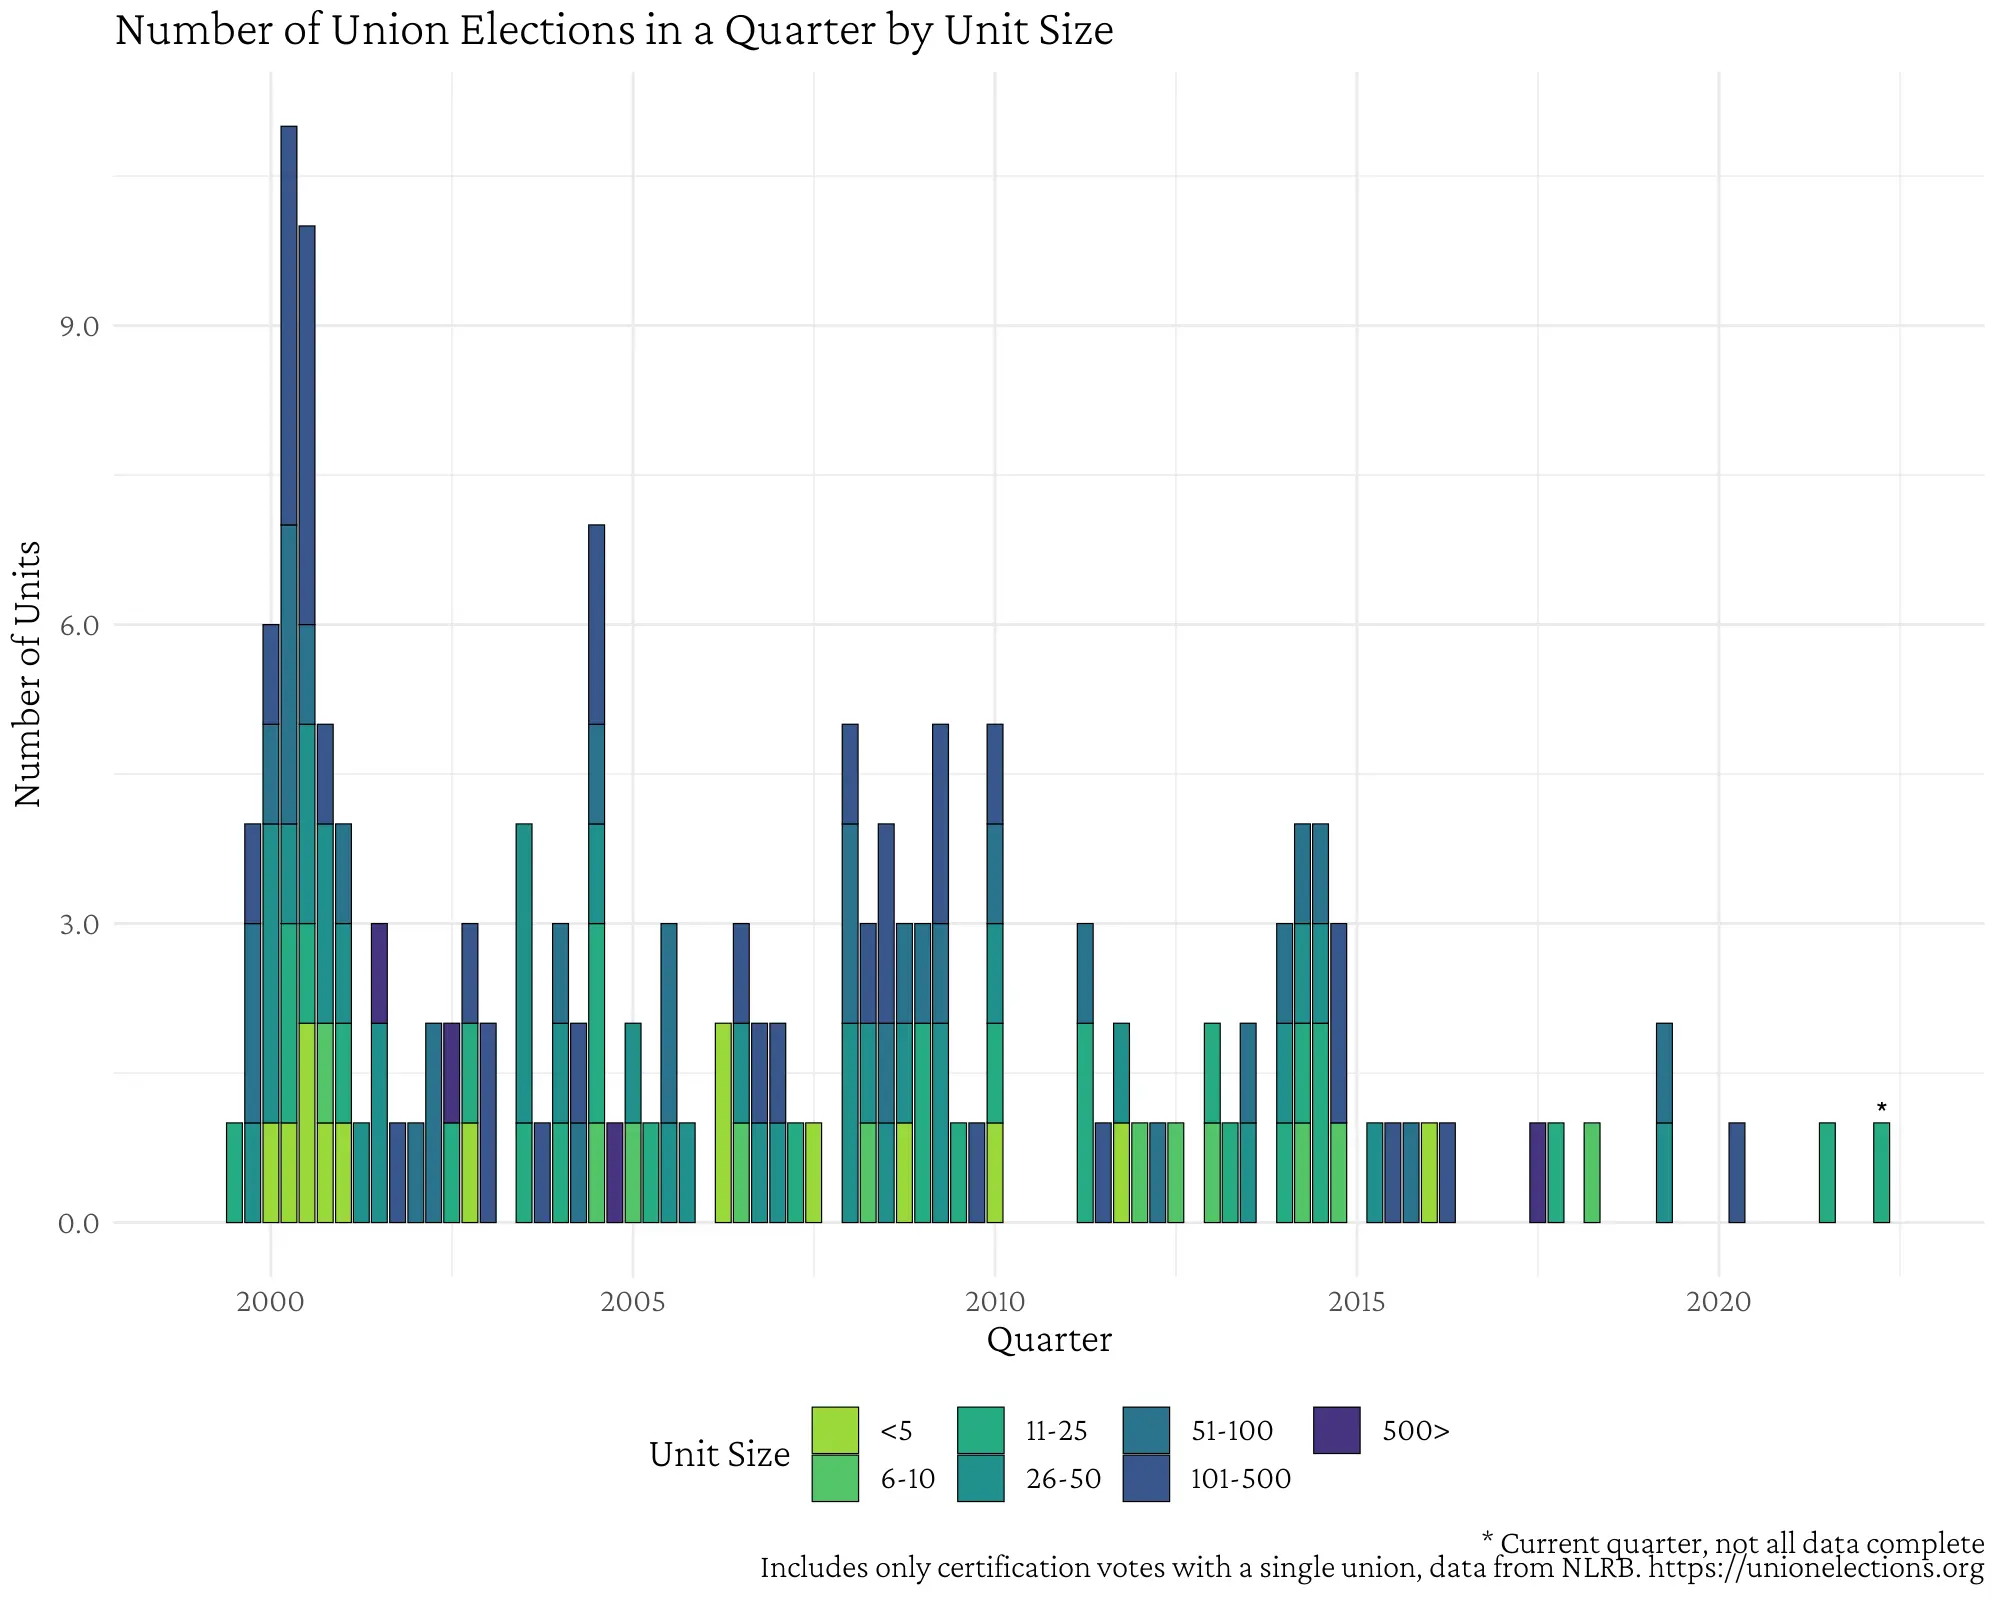 Number of Union Elections in a Quarter by Unit Size
Number of Units
9.0
6.0
3.0
0.0
*
2000 2005 2010 2015 2020
Quarter
Unit Size
<5 11-25 51-100 500>
6-10 26-50 101-500
* Current quarter, not all data complete
Includes only certification votes with a single union, data from NLRB. https://unionelections.org